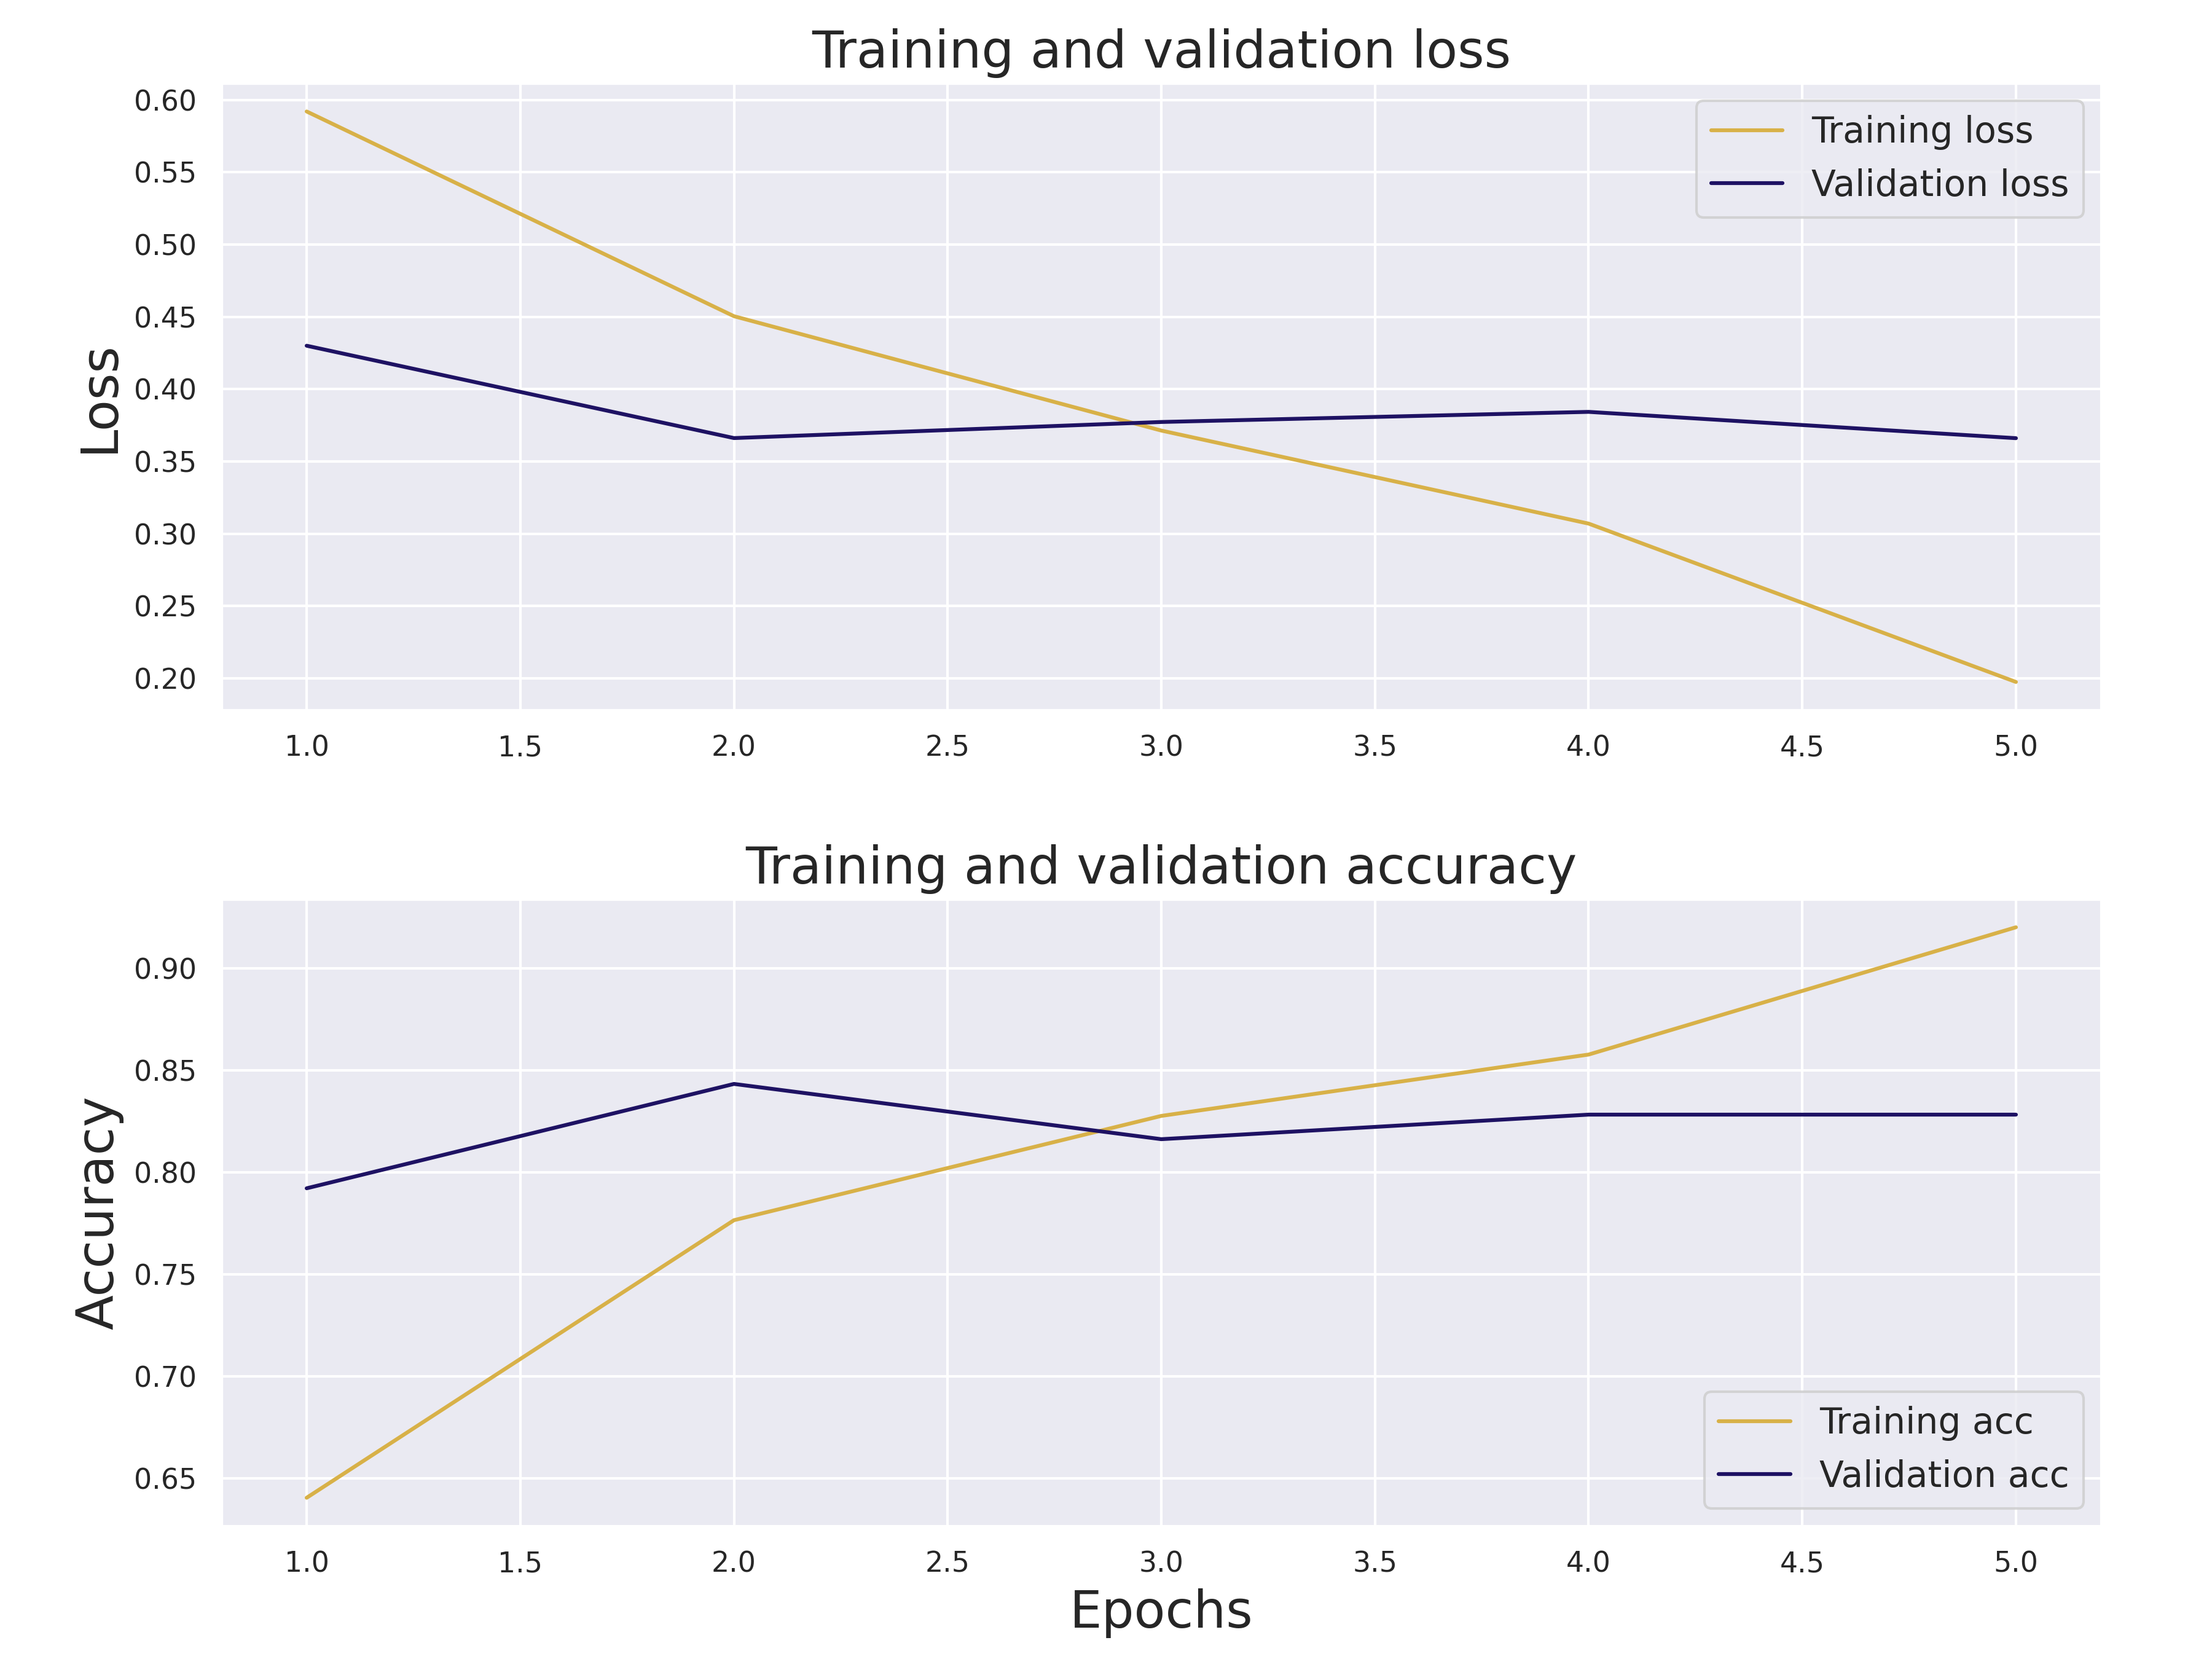 Training and validation loss
0.60
0.55
0.50
0.45
0.40
0.35
0.30
0.25
0.20
Loss
Training loss
Validation loss
1.0 1.5 2.0 2.5 3.0 3.5 4.0 4.5 5.0
Training and validation accuracy
0.90
0.85
0.80
0.75
0.70
0.65
Accuracy
Training acc
Validation acc
1.0 1.5 2.0 2.5 3.0 3.5 4.0 4.5 5.0
Epochs